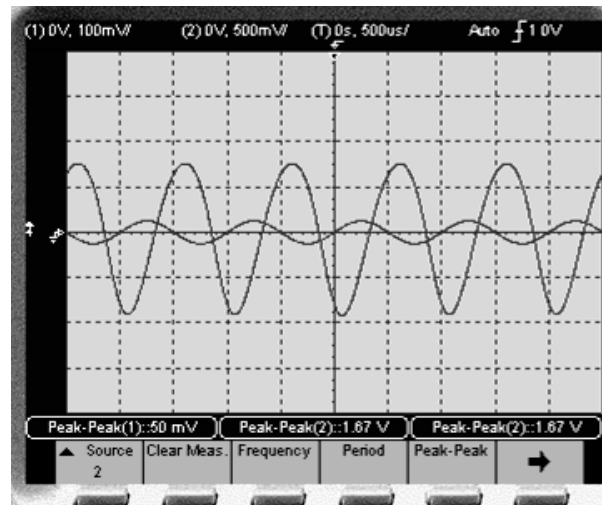 (1) 0V, 100mV/ (2) 0V, 500mV/ (T) 0s, 500us/ Auto 1 0V
Peak-Peak(1)::50 mV Peak-Peak(2)::1.67 V Peak-Peak(2)::1.67 V
Source Clear Meas. Frequency Period Peak-Peak
2